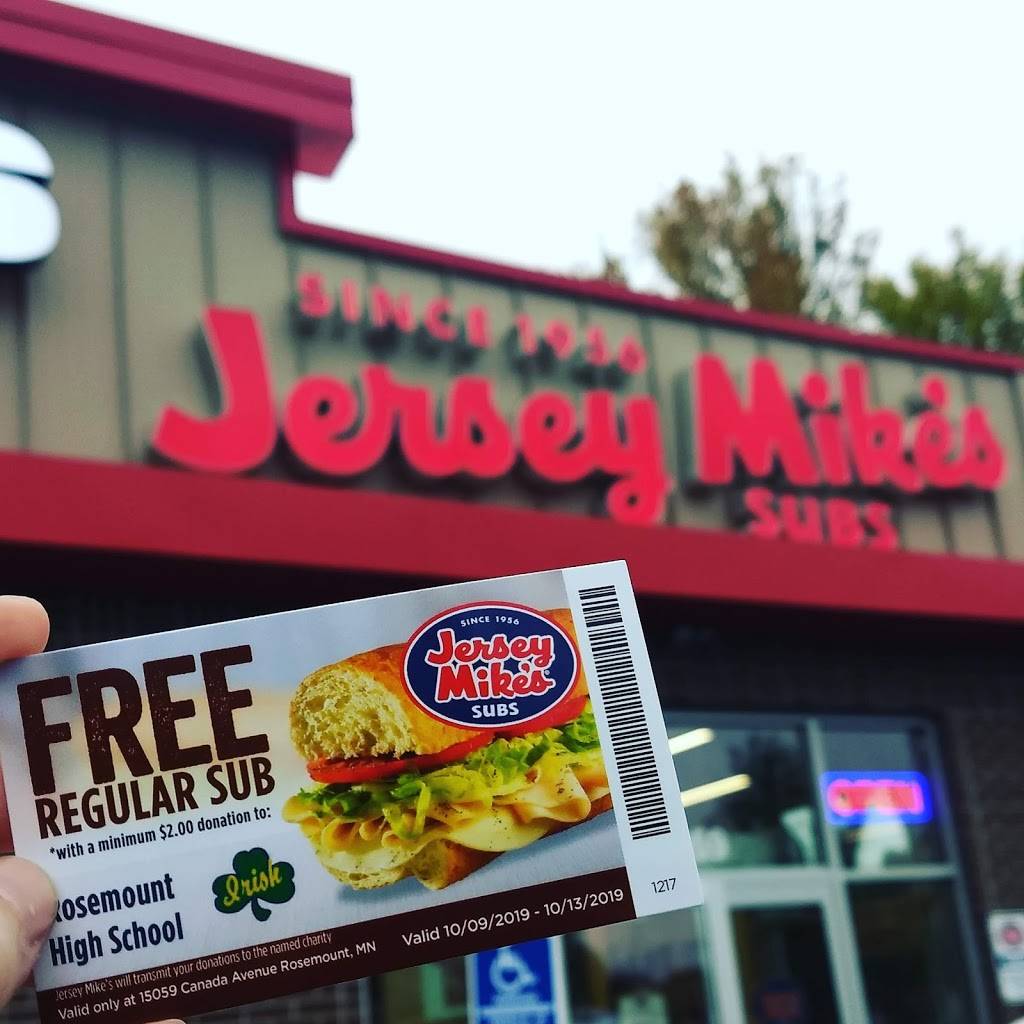 S
SINCE 1956
Jersey Mike's
SUBS
OPEN
SINCE 1956
Jersey
Mike's
SUBS
FREE
REGULAR SUB
*with a minimum $2.00 donation to:
Rosemount
High School
Irish
Jersey Mike's will transmit your donations to the named charity
Valid only at 15059 Canada Avenue Rosemount, MN
Valid 10/09/2019 - 10/13/2019
1217